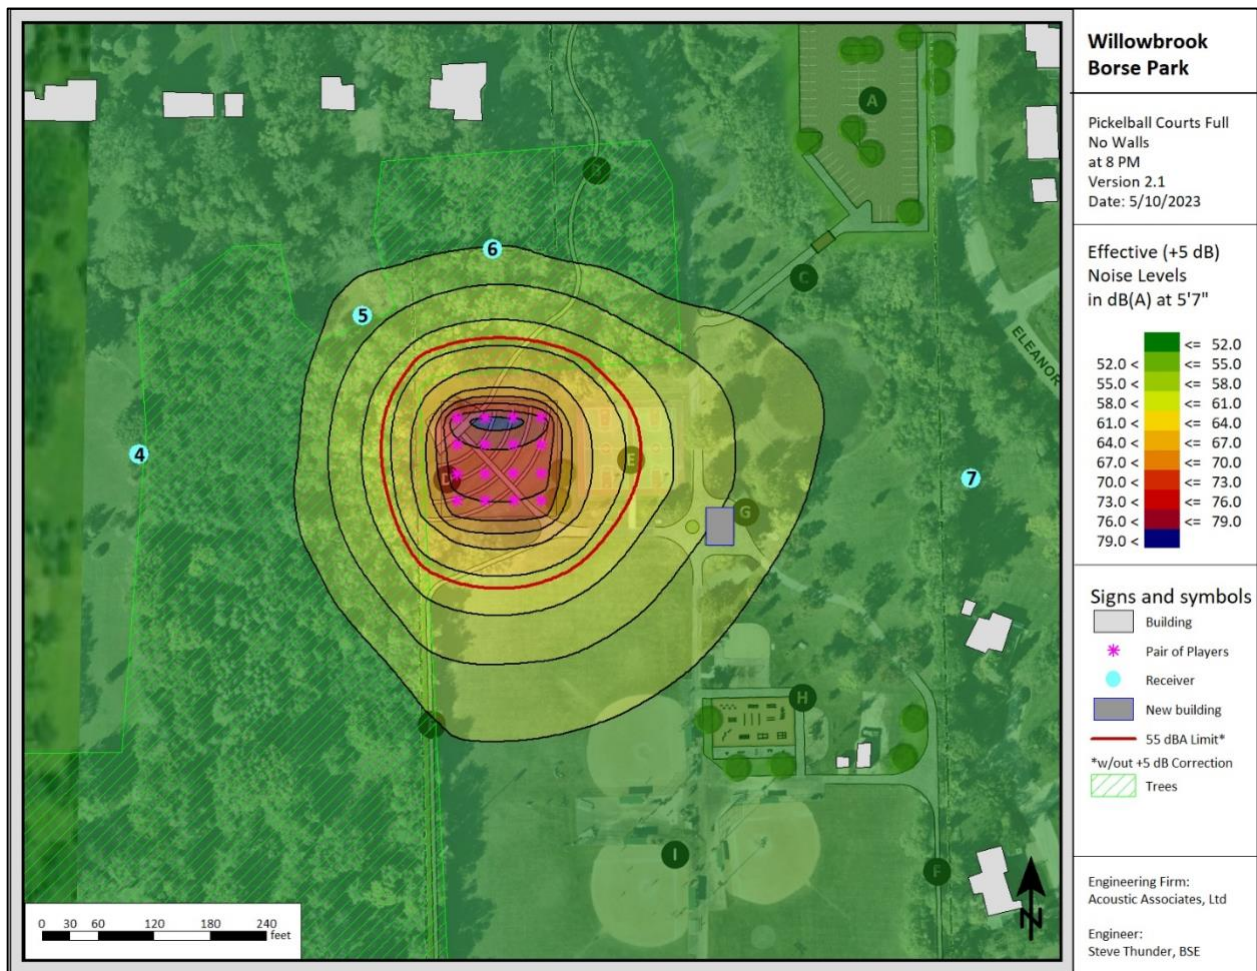 Willowbrook
Borse Park
Pickelball Courts Full
No Walls
at 8 PM
Version 2.1
Date: 5/10/2023
Effective (+5 dB)
Noise Levels
in dB(A) at 5'7"
<= 52.0
52.0 < <= 55.0
55.0 < <= 58.0
58.0 < <= 61.0
61.0 < <= 64.0
64.0 < <= 67.0
67.0 < <= 70.0
70.0 < <= 73.0
73.0 < <= 76.0
76.0 < <= 79.0
79.0 <
Signs and symbols
Building
Pair of Players
Receiver
New building
55 dBA Limit*
*w/out +5 dB Correction
Trees
Engineering Firm:
Acoustic Associates, Ltd
Engineer:
Steve Thunder, BSE
A
6
C
5
ELEANOR
4
E
D
7
G
H
I
F
N
0 30 60 120 180 240
feet